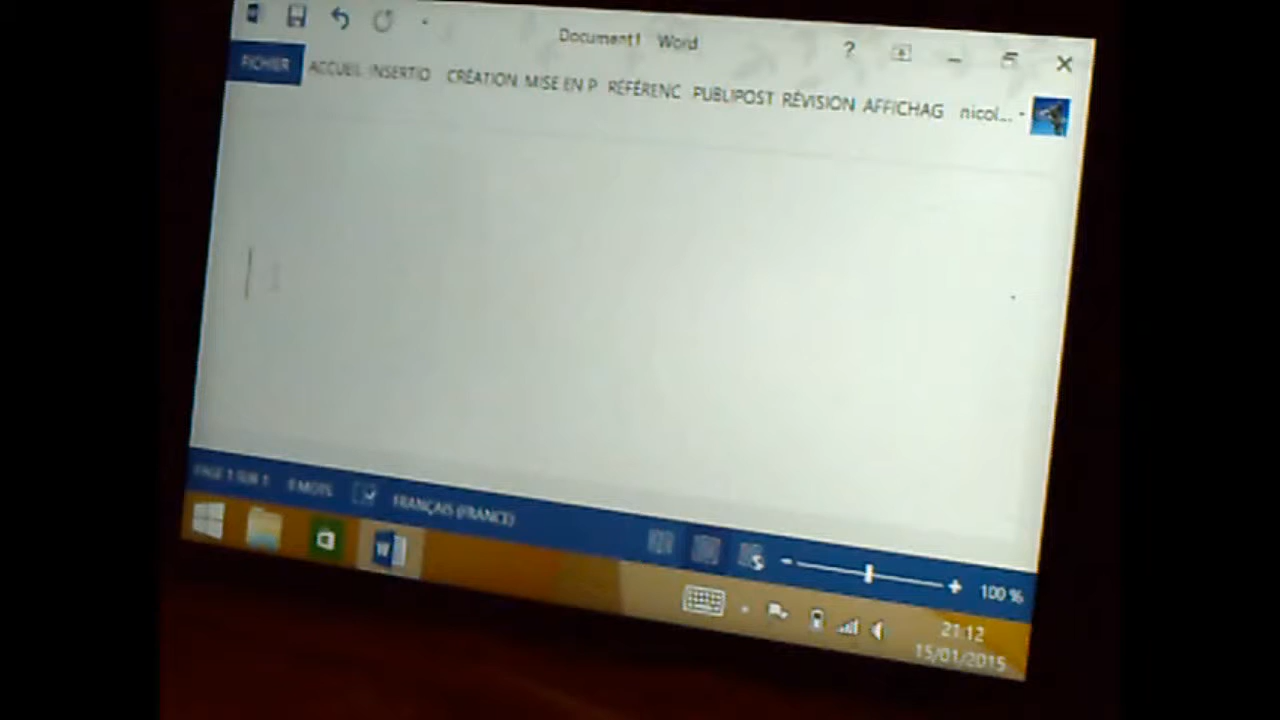 Document1 Word
?
FICHIER ACCUEIL INSERTIO CRÉATION MISE EN P RÉFÉRENC PUBLIPOST RÉVISION AFFICHAG nicol...
PAGE 1 SUR 1 0 MOTS FRANÇAIS (FRANCE)
100 %
21:12
15/01/2015